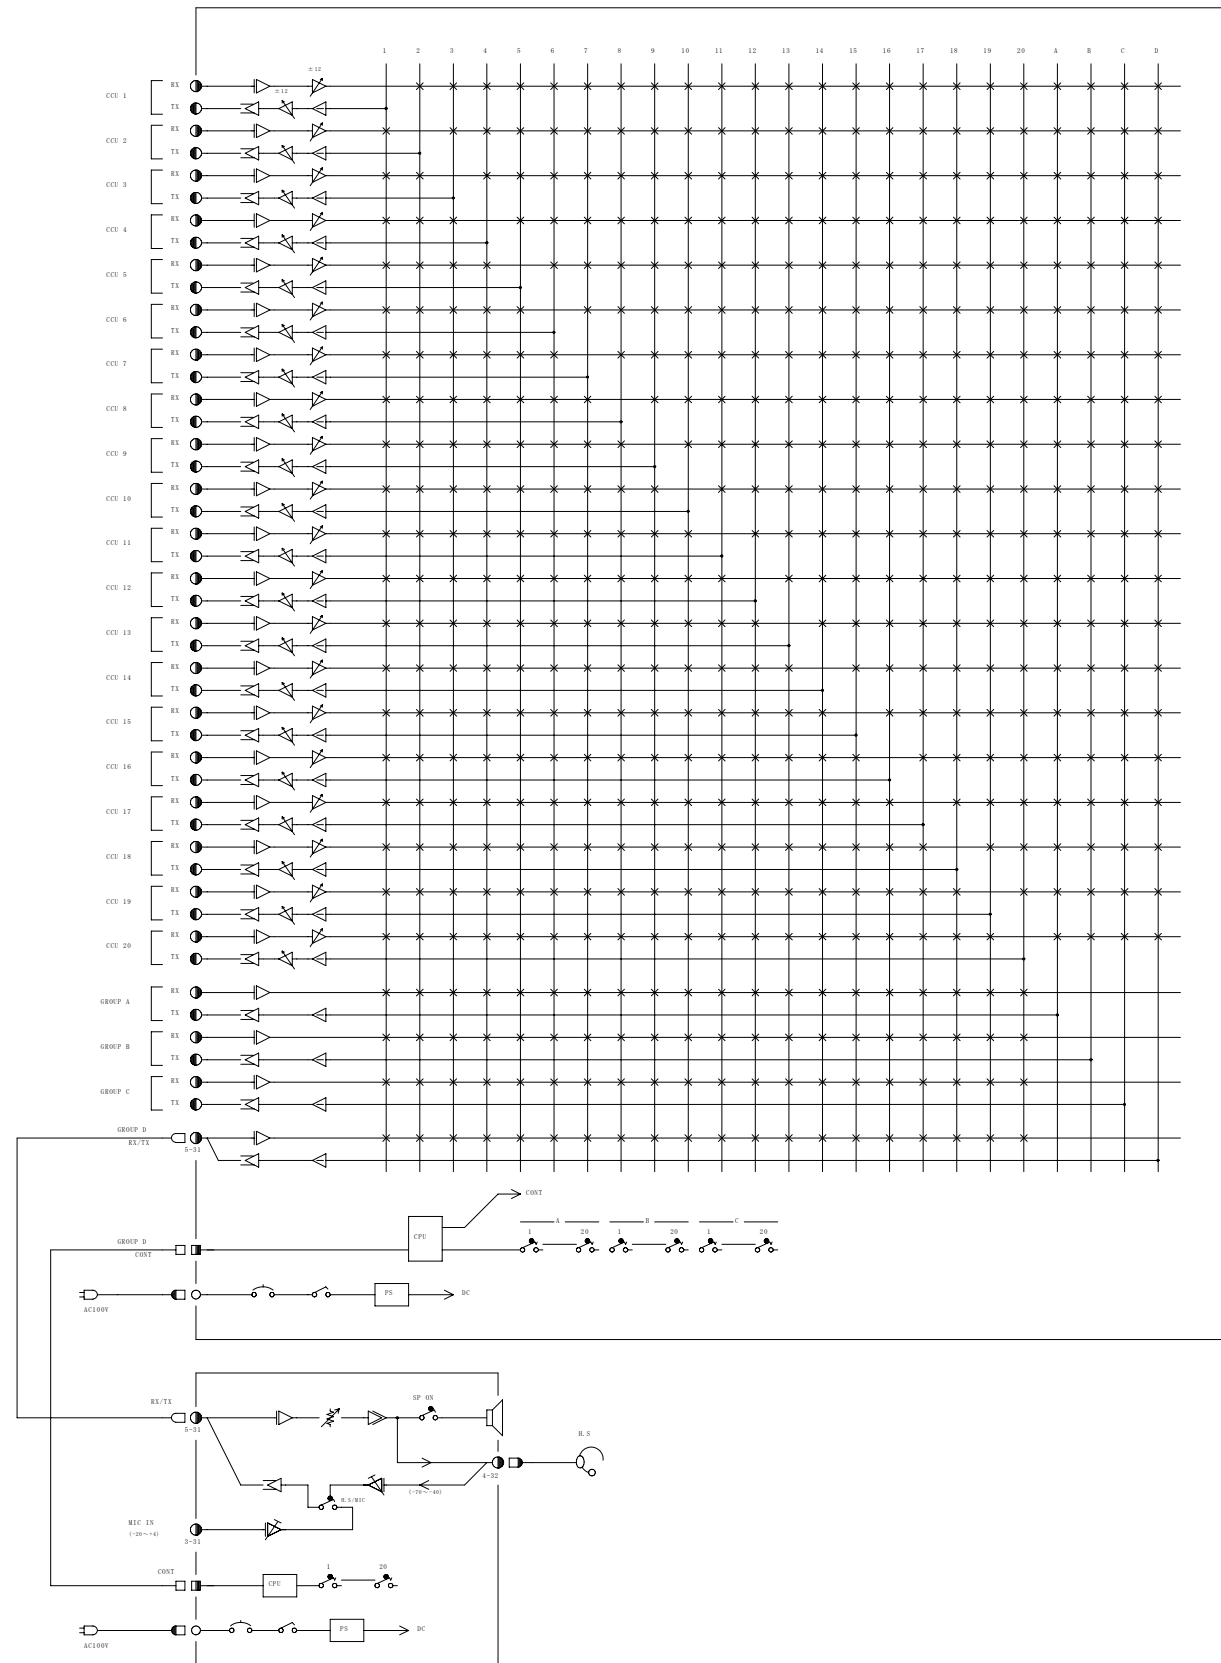 1 2 3 4 5 6 7 8 9 10 11 12 13 14 15 16 17 18 19 20 A B C D
±12
RX
±12
CCU 1
TX
RX
CCU 2
TX
RX
CCU 3
TX
RX
CCU 4
TX
RX
CCU 5
TX
RX
CCU 6
TX
RX
CCU 7
TX
RX
CCU 8
TX
RX
CCU 9
TX
RX
CCU 10
TX
RX
CCU 11
TX
RX
CCU 12
TX
RX
CCU 13
TX
RX
CCU 14
TX
RX
CCU 15
TX
RX
CCU 16
TX
RX
CCU 17
TX
RX
CCU 18
TX
RX
CCU 19
TX
RX
CCU 20
TX
RX
GROUP A
TX
RX
GROUP B
TX
RX
GROUP C
TX
GROUP D
RX/TX
5-31
CONT
A B C
1 20 1 20 1 20
CPU
GROUP D
CONT
PS DC
AC100V
RX/TX
SP ON
5-31
H.S
4-32
(-70～-40)
H.S/MIC
MIC IN
(-20～+4)
3-31
CONT
1 20
CPU
PS DC
AC100V